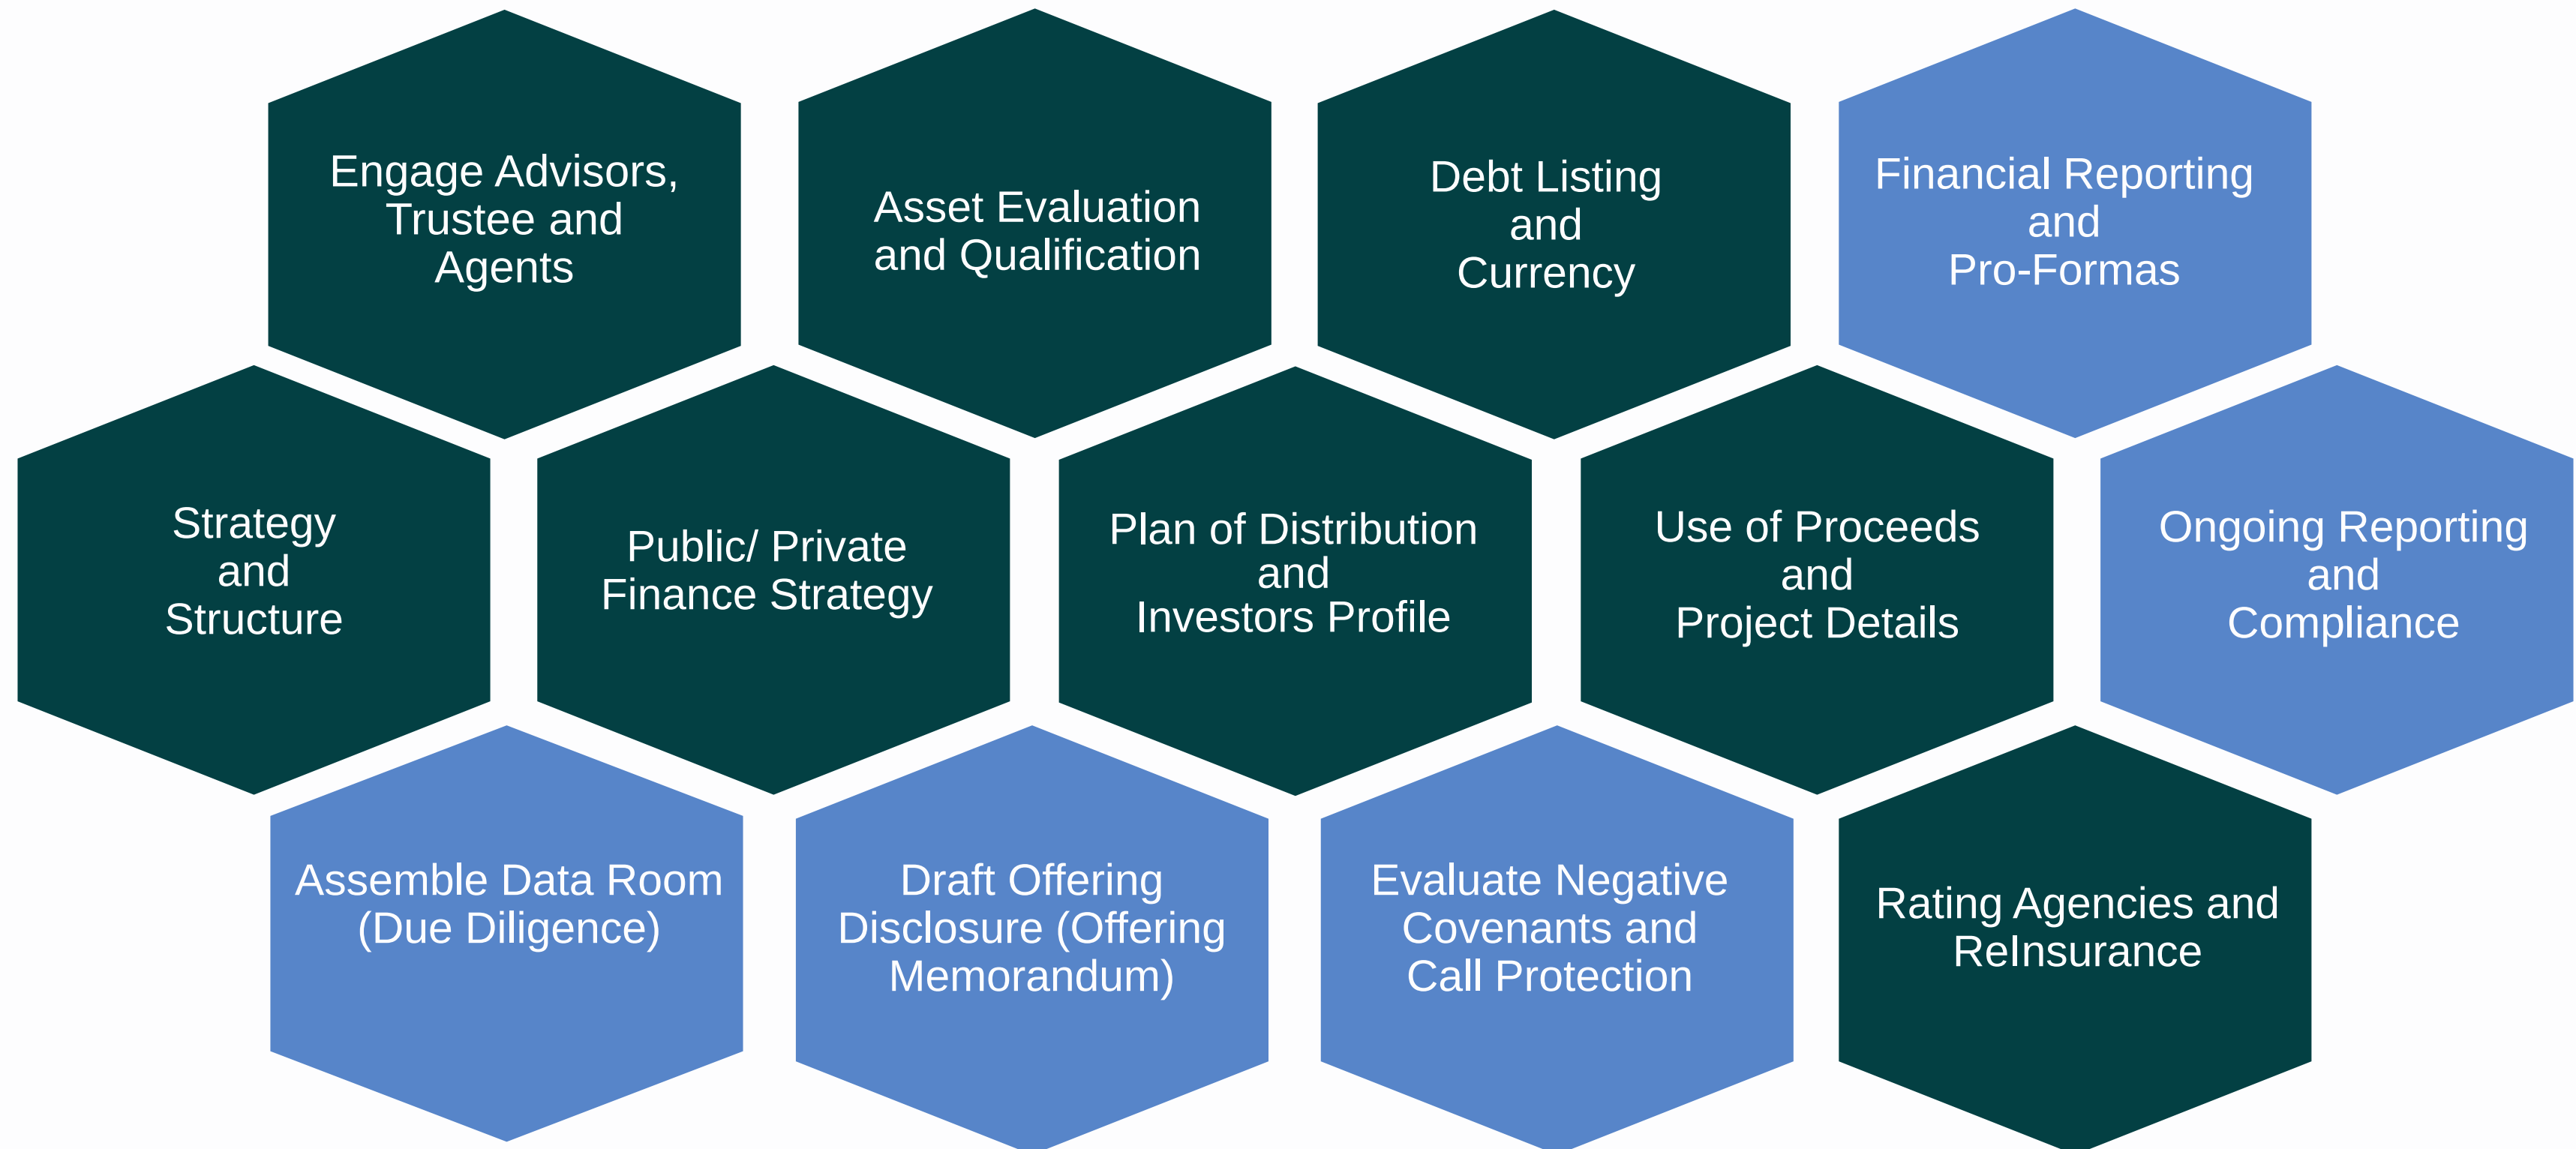 Engage Advisors,
Trustee and
Agents
Asset Evaluation
and Qualification
Debt Listing
and
Currency
Financial Reporting
and
Pro-Formas
Strategy
and
Structure
Public/ Private
Finance Strategy
Plan of Distribution
and
Investors Profile
Use of Proceeds
and
Project Details
Ongoing Reporting
and
Compliance
Assemble Data Room
(Due Diligence)
Draft Offering
Disclosure (Offering
Memorandum)
Evaluate Negative
Covenants and
Call Protection
Rating Agencies and
ReInsurance